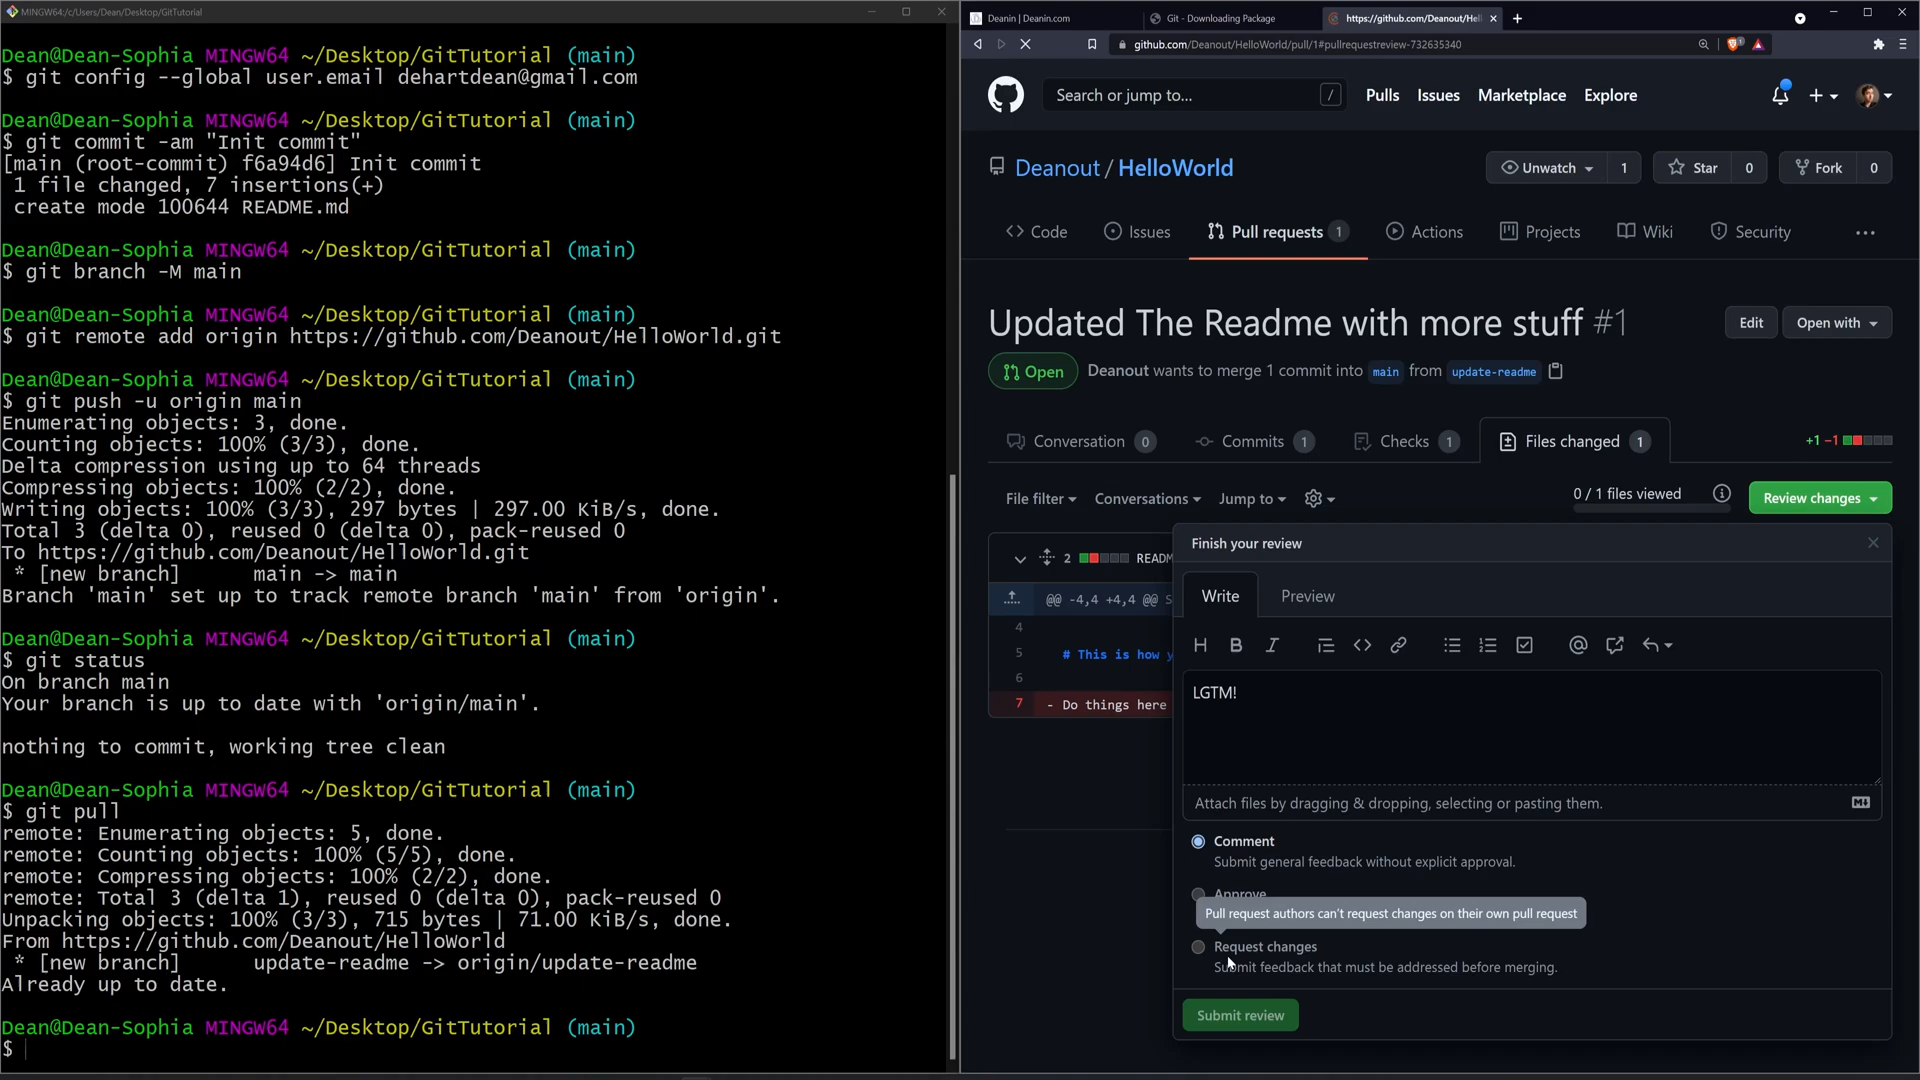 MINGW64:/c/Users/Dean/Desktop/GitTutorial
Dean@Dean-Sophia MINGW64 ~/Desktop/GitTutorial (main)
$ git config --global user.email dehartdean@gmail.com
Dean@Dean-Sophia MINGW64 ~/Desktop/GitTutorial (main)
$ git commit -am "Init commit"
[main (root-commit) f6a94d6] Init commit
1 file changed, 7 insertions(+)
create mode 100644 README.md
Dean@Dean-Sophia MINGW64 ~/Desktop/GitTutorial (main)
$ git branch -M main
Dean@Dean-Sophia MINGW64 ~/Desktop/GitTutorial (main)
$ git remote add origin https://github.com/Deanout/HelloWorld.git
Dean@Dean-Sophia MINGW64 ~/Desktop/GitTutorial (main)
$ git push -u origin main
Enumerating objects: 3, done.
Counting objects: 100% (3/3), done.
Delta compression using up to 64 threads
Compressing objects: 100% (2/2), done.
Writing objects: 100% (3/3), 297 bytes | 297.00 KiB/s, done.
Total 3 (delta 0), reused 0 (delta 0), pack-reused 0
To https://github.com/Deanout/HelloWorld.git
* [new branch]      main -> main
Branch 'main' set up to track remote branch 'main' from 'origin'.
Dean@Dean-Sophia MINGW64 ~/Desktop/GitTutorial (main)
$ git status
On branch main
Your branch is up to date with 'origin/main'.
nothing to commit, working tree clean
Dean@Dean-Sophia MINGW64 ~/Desktop/GitTutorial (main)
$ git pull
remote: Enumerating objects: 5, done.
remote: Counting objects: 100% (5/5), done.
remote: Compressing objects: 100% (2/2), done.
remote: Total 3 (delta 1), reused 0 (delta 0), pack-reused 0
Unpacking objects: 100% (3/3), 715 bytes | 71.00 KiB/s, done.
From https://github.com/Deanout/HelloWorld
* [new branch]      update-readme -> origin/update-readme
Already up to date.
Dean@Dean-Sophia MINGW64 ~/Desktop/GitTutorial (main)
$
Deanin | Deanin.com
Git - Downloading Package
https://github.com/Deanout/Hel
github.com/Deanout/HelloWorld/pull/1#pullrequestreview-732635340
Search or jump to... /
Pulls Issues Marketplace Explore
Deanout / HelloWorld
Unwatch 1 Star 0 Fork 0
Code Issues Pull requests 1 Actions Projects Wiki Security
Updated The Readme with more stuff #1
Edit Open with
Open Deanout wants to merge 1 commit into main from update-readme
Conversation 0 Commits 1 Checks 1 Files changed 1 +1 −1
File filter Conversations Jump to 0 / 1 files viewed Review changes
2 READM
@@ -4,4 +4,4 @@ S
4
5 # This is how y
6
7 - Do things here
Finish your review
Write Preview
LGTM!
Attach files by dragging & dropping, selecting or pasting them.
Comment
Submit general feedback without explicit approval.
Approve
Pull request authors can't request changes on their own pull request
Request changes
Submit feedback that must be addressed before merging.
Submit review